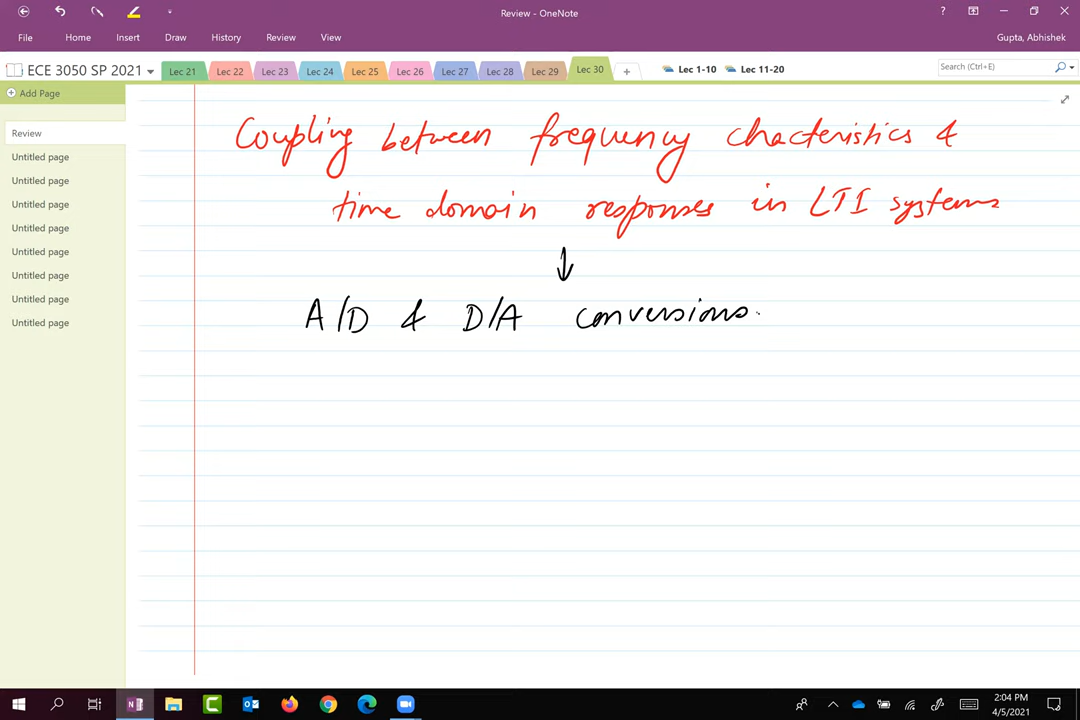 Review - OneNote
?
File
Home
Insert
Draw
History
Review
View
Gupta, Abhishek
ECE 3050 SP 2021
Lec 21
Lec 22
Lec 23
Lec 24
Lec 25
Lec 26
Lec 27
Lec 28
Lec 29
Lec 30
+
Lec 1-10
Lec 11-20
Search (Ctrl+E)
Add Page
Review
Untitled page
Untitled page
Untitled page
Untitled page
Untitled page
Untitled page
Untitled page
Untitled page
Coupling between frequency chateristics &
time domain responses in LTI systems
↓
A/D & D/A conversions.
2:04 PM
4/5/2021